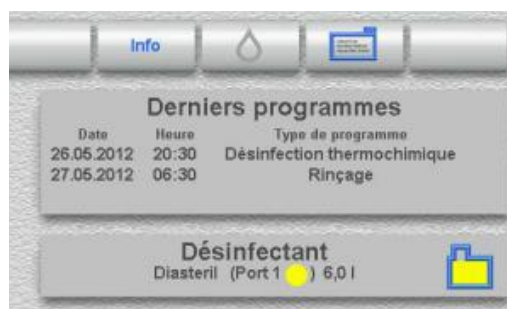 Info
Derniers programmes
Date Heure Type de programme
26.05.2012 20:30 Désinfection thermochimique
27.05.2012 06:30 Rinçage
Désinfectant
Diasteril (Port 1 ) 6,0 l